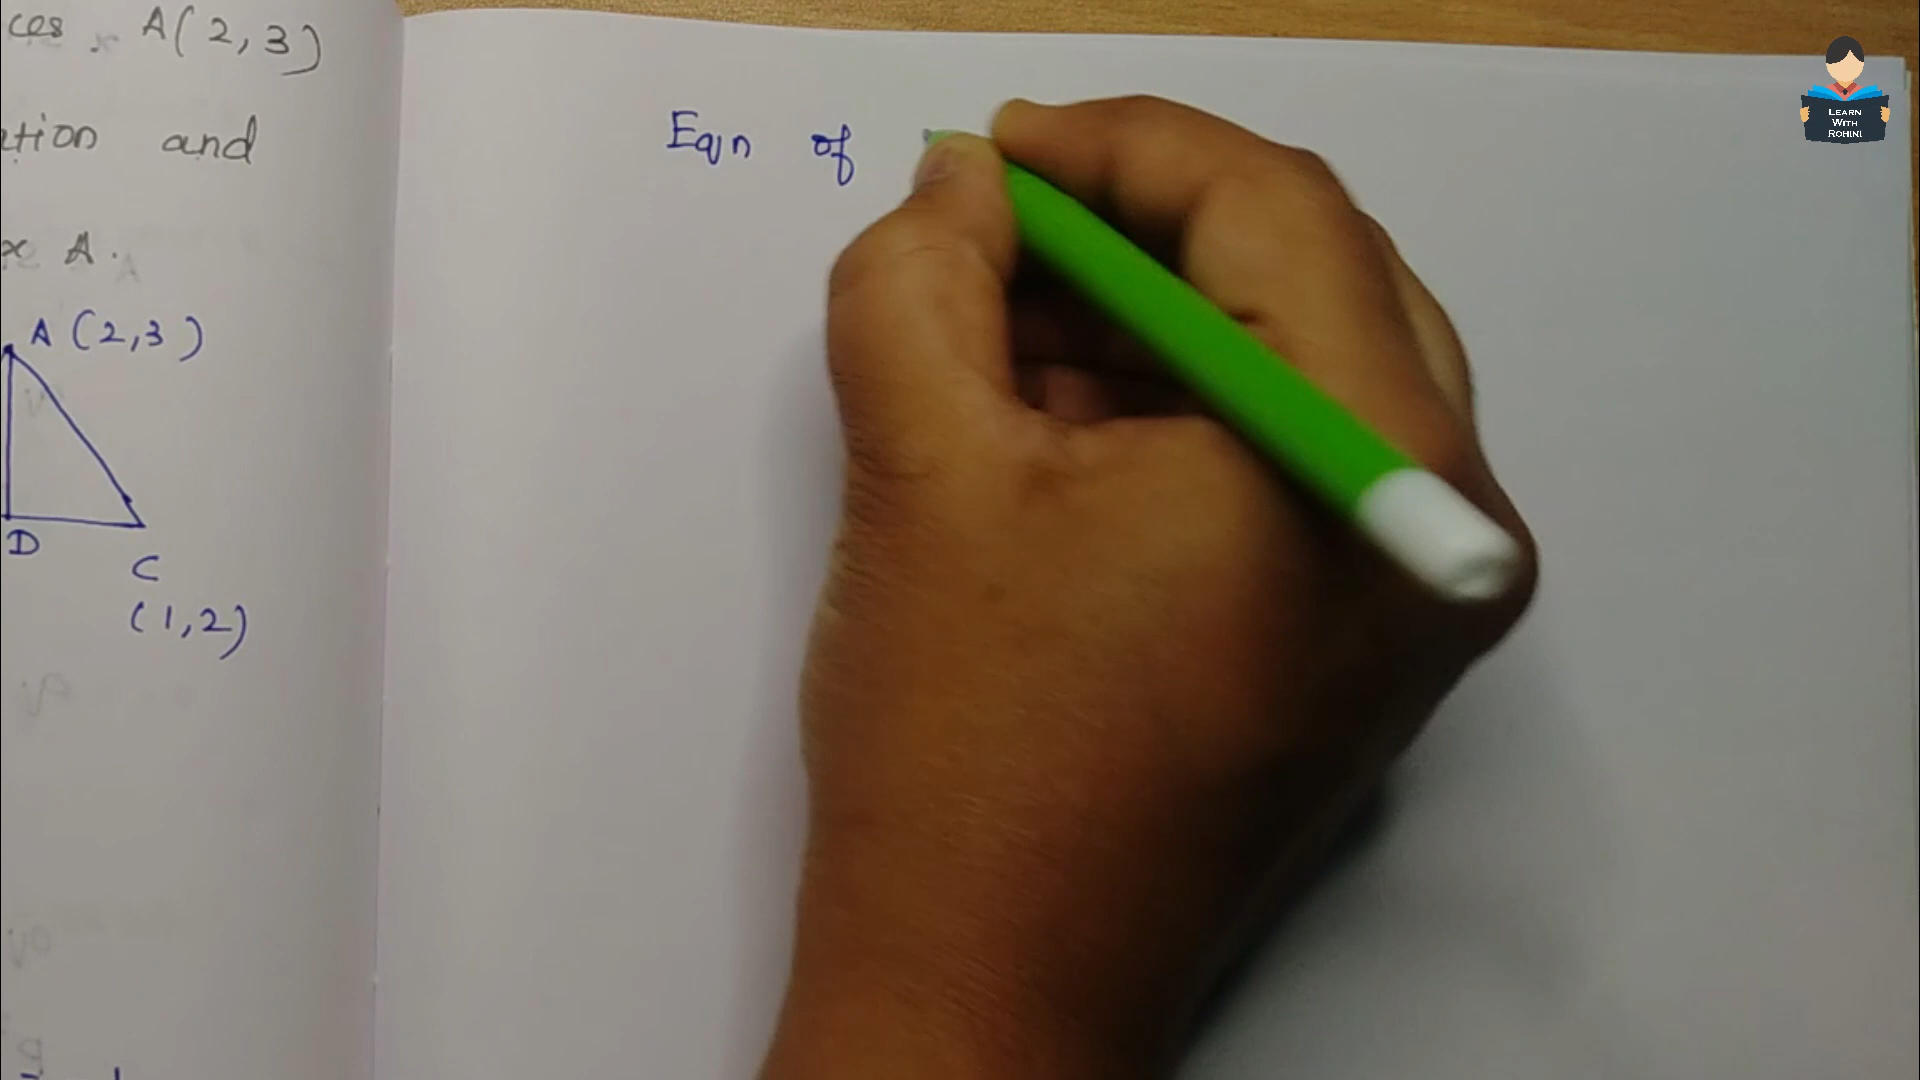 ces. A(2,3)
ation and
x A.
A (2,3)
D
C
(1,2)
Eqn of
LEARN
WITH
ROHINI